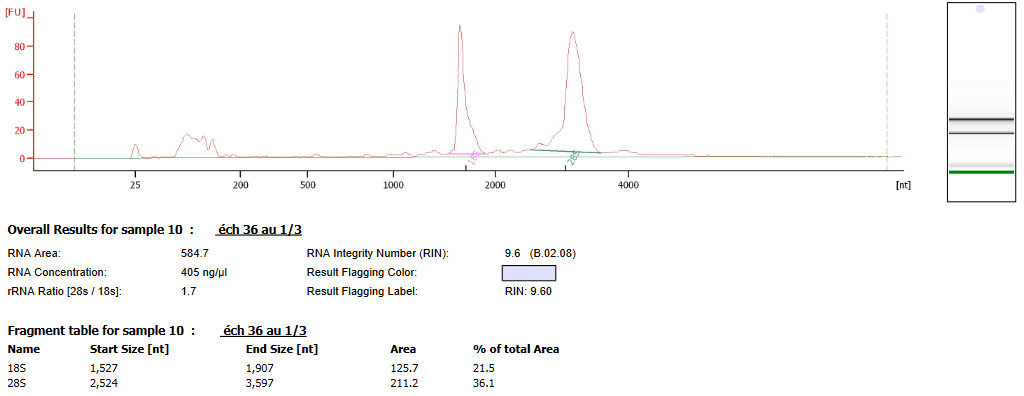 [FU]
80
60
40
20
0
18S
28S
25 200 500 1000 2000 4000 [nt]
Overall Results for sample 10 : éch 36 au 1/3
RNA Area: 584.7 RNA Integrity Number (RIN): 9.6 (B.02.08)
RNA Concentration: 405 ng/µl Result Flagging Color:
rRNA Ratio [28s / 18s]: 1.7 Result Flagging Label: RIN: 9.60
Fragment table for sample 10 : éch 36 au 1/3
Name Start Size [nt] End Size [nt] Area % of total Area
18S 1,527 1,907 125.7 21.5
28S 2,524 3,597 211.2 36.1